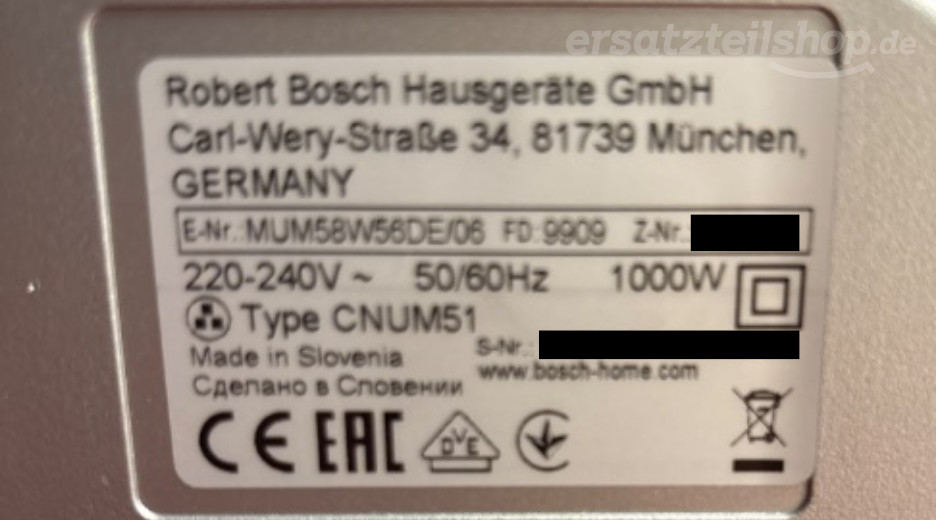 ersatzteilshop.de
Robert Bosch Hausgeräte GmbH
Carl-Wery-Straße 34, 81739 München,
GERMANY
E-Nr.:MUM58W56DE/06 FD:9909 Z-Nr.:
220-240V ~ 50/60Hz 1000W
Type CNUM51
Made in Slovenia S-Nr.:
www.bosch-home.com
Сделано в Словении
CE EAC DVE